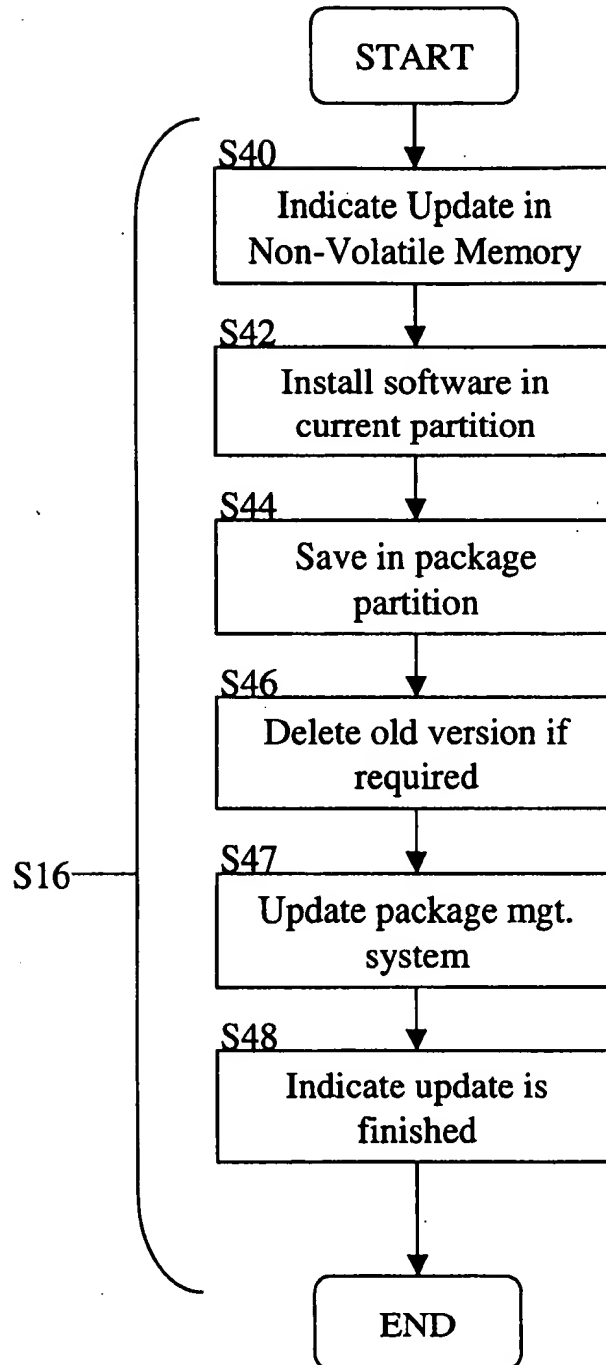 START
S40
Indicate Update in
Non-Volatile Memory
S42
Install software in
current partition
S44
Save in package
partition
S46
Delete old version if
required
S16
S47
Update package mgt.
system
S48
Indicate update is
finished
END